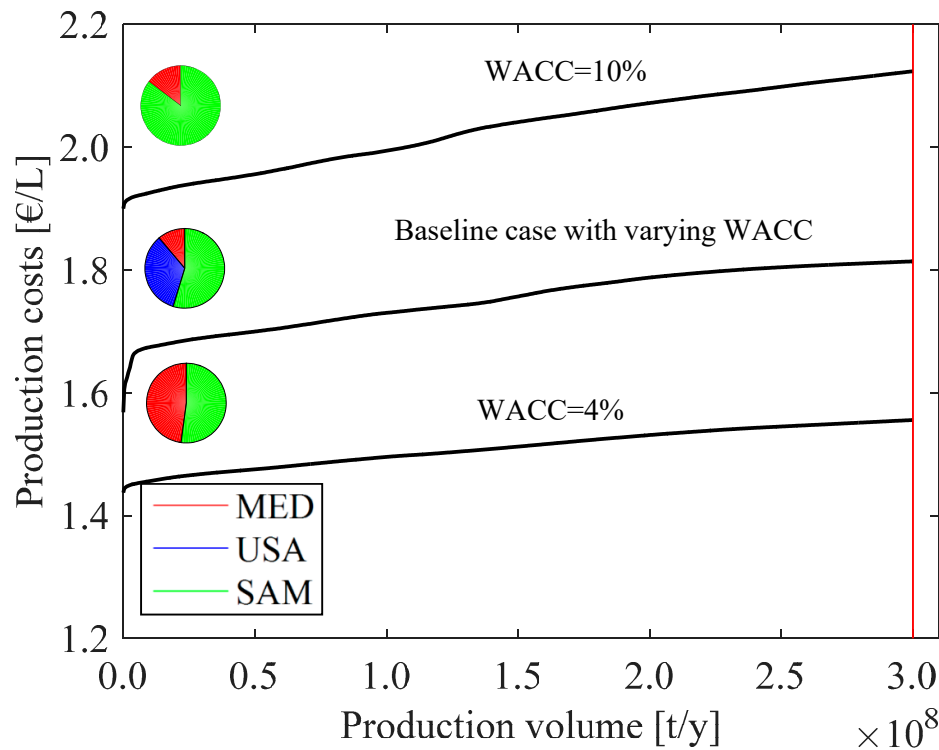 2.2
2.0
1.8
1.6
1.4
1.2
Production costs [€/L]
WACC=10%
Baseline case with varying WACC
WACC=4%
MED
USA
SAM
0.0 0.5 1.0 1.5 2.0 2.5 3.0
Production volume [t/y]
×10⁸